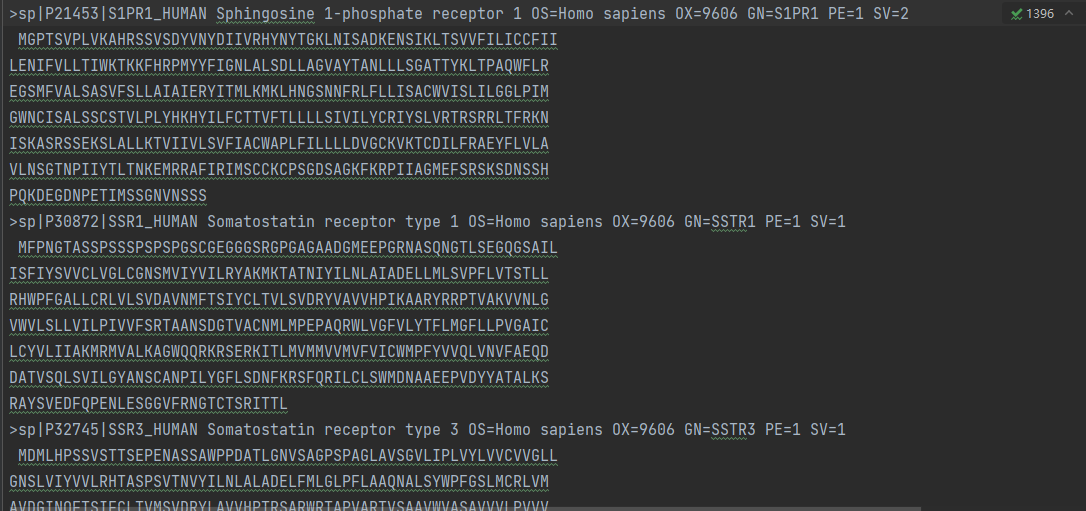 >sp|P21453|S1PR1_HUMAN Sphingosine 1-phosphate receptor 1 OS=Homo sapiens OX=9606 GN=S1PR1 PE=1 SV=2
1396
MGPTSVPLVKAHRSSVSDYVNYDIIVRHYNYTGKLNISADKENSIKLTSVVFILICCFII
LENIFVLLTIWKTKKFHRPMYYFIGNLALSDLLAGVAYTANLLLSGATTYKLTPAQWFLR
EGSMFVALSASVFSLLAIAIERYITMLKMKLHNGSNNFRLFLLISACWVISLILGGLPIM
GWNCISALSSCSTVLPLYHKHYILFCTTVFTLLLLSIVILYCRIYSLVRTRSRRLTFRKN
ISKASRSSEKSLALLKTVIIVLSVFIACWAPLFILLLLDVGCKVKTCDILFRAEYFLVLA
VLNSGTNPIIYTLTNKEMRRAFIRIMSCCKCPSGDSAGKFKRPIIAGMEFSRSKSDNSSH
PQKDEGDNPETIMSSGNVNSSS
>sp|P30872|SSR1_HUMAN Somatostatin receptor type 1 OS=Homo sapiens OX=9606 GN=SSTR1 PE=1 SV=1
MFPNGTASSPSSSPSPSPGSCGEGGGSRGPGAGAADGMEEPGRNASQNGTLSEGQGSAIL
ISFIYSVVCLVGLCGNSMVIYVILRYAKMKTATNIYILNLAIADELLMLSVPFLVTSTLL
RHWPFGALLCRLVLSVDAVNMFTSIYCLTVLSVDRYVAVVHPIKAARYRRPTVAKVVNLG
VWVLSLLVILPIVVFSRTAANSDGTVACNMLMPEPAQRWLVGFVLYTFLMGFLLPVGAIC
LCYVLIIAKMRMVALKAGWQQRKRSERKITLMVMMVVMVFVICWMPFYVVQLVNVFAEQD
DATVSQLSVILGYANSCANPILYGFLSDNFKRSFQRILCLSWMDNAAEEPVDYYATALKS
RAYSVEDFQPENLESGGVFRNGTCTSRITTL
>sp|P32745|SSR3_HUMAN Somatostatin receptor type 3 OS=Homo sapiens OX=9606 GN=SSTR3 PE=1 SV=1
MDMLHPSSVSTTSEPENASSAWPPDATLGNVSAGPSPAGLAVSGVLIPLVYLVVCVVGLL
GNSLVIYVVLRHTASPSVTNVYILNLALADELFMLGLPFLAAQNALSYWPFGSLMCRLVM
AVDGINQFTSIFCLTVMSVDRYLAVVHPTRSARWRTAPVARTVSAAVWVASAVVVLPVVV